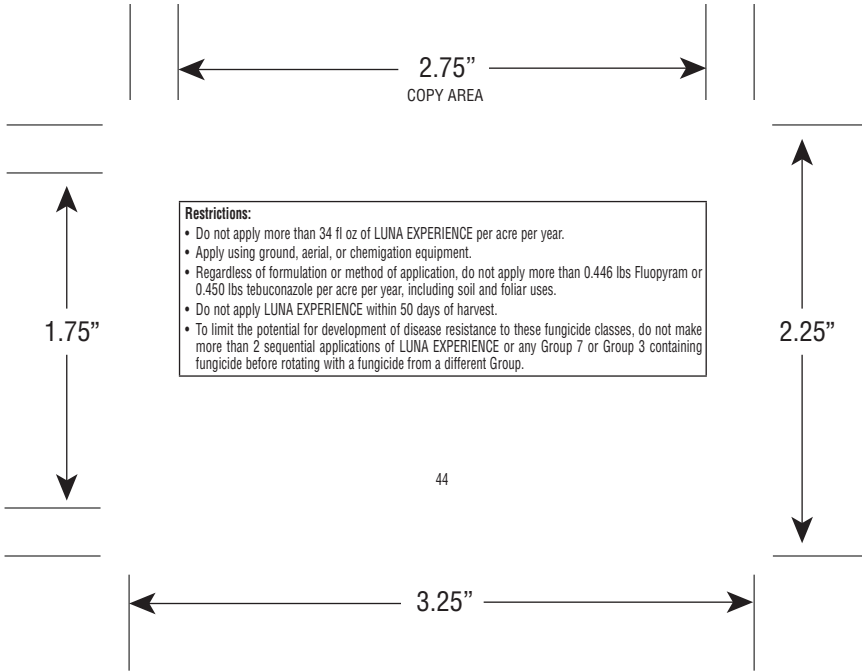 2.75”
COPY AREA
Restrictions:
• Do not apply more than 34 fl oz of LUNA EXPERIENCE per acre per year.
• Apply using ground, aerial, or chemigation equipment.
• Regardless of formulation or method of application, do not apply more than 0.446 lbs Fluopyram or
0.450 lbs tebuconazole per acre per year, including soil and foliar uses.
• Do not apply LUNA EXPERIENCE within 50 days of harvest.
• To limit the potential for development of disease resistance to these fungicide classes, do not make
more than 2 sequential applications of LUNA EXPERIENCE or any Group 7 or Group 3 containing
fungicide before rotating with a fungicide from a different Group.
1.75”
2.25”
44
3.25”